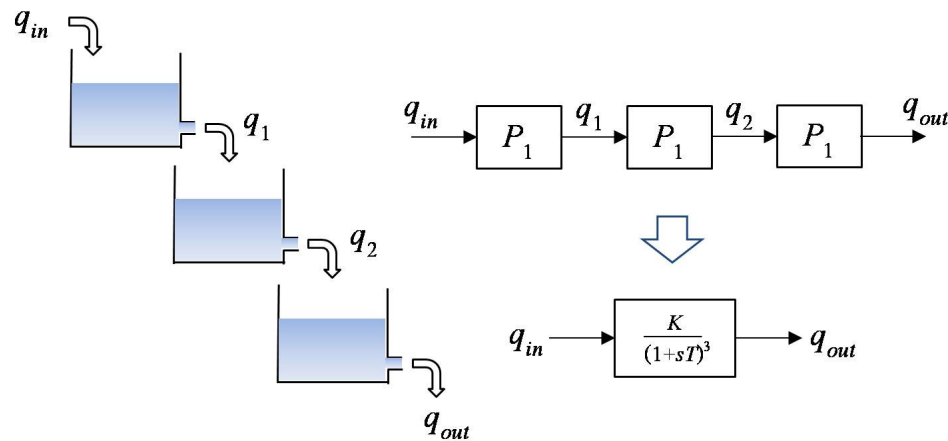 q_in
q_1
q_2
q_out
q_in P_1 q_1 P_1 q_2 P_1 q_out
q_in K/(1+sT)^3 q_out